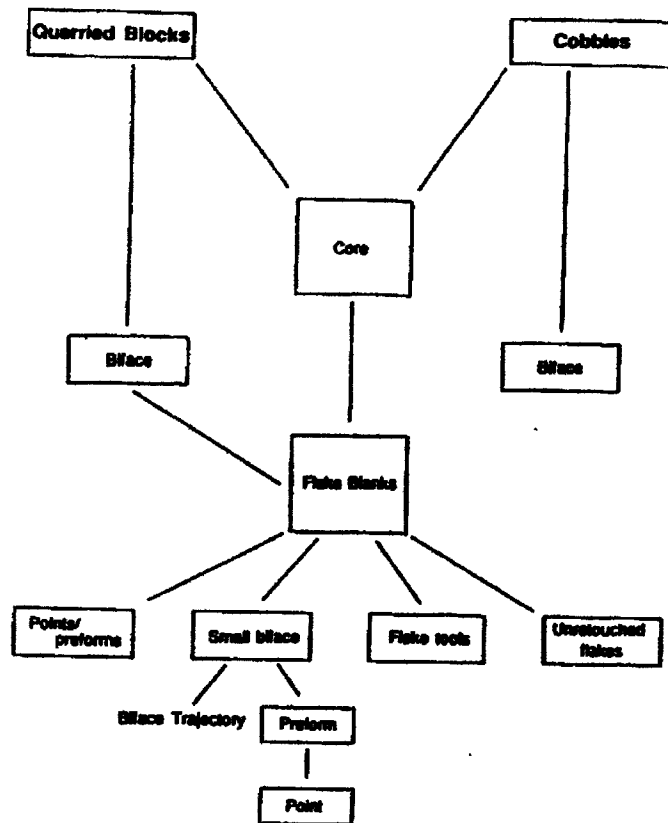 Quarried Blocks
Cobbles
Core
Biface
Biface
Flake Blanks
Points/
preforms
Small biface
Flake tools
Unretouched
flakes
Biface Trajectory
Preform
Point